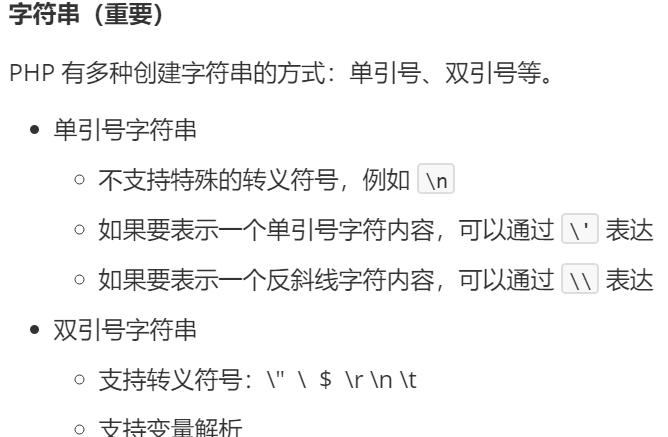 字符串（重要）
PHP 有多种创建字符串的方式：单引号、双引号等。
单引号字符串
不支持特殊的转义符号，例如 \n
如果要表示一个单引号字符内容，可以通过 \' 表达
如果要表示一个反斜线字符内容，可以通过 \\ 表达
双引号字符串
支持转义符号：\" \ $ \r \n \t
支持变量解析